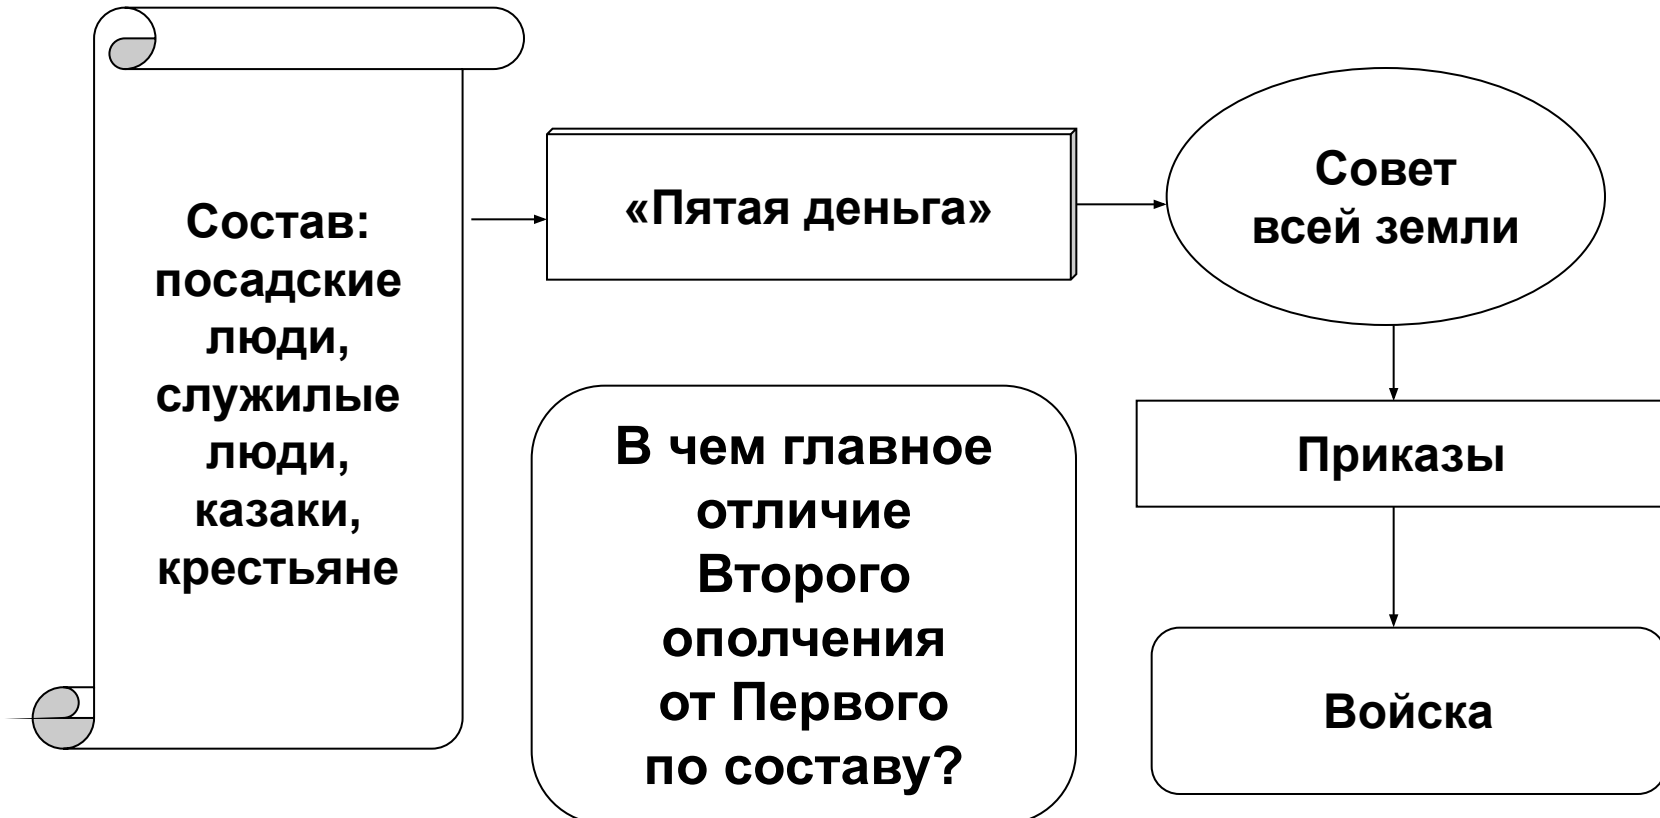 Состав:
посадские
люди,
служилые
люди,
казаки,
крестьяне
«Пятая деньга»
Совет
всей земли
В чем главное
отличие
Второго
ополчения
от Первого
по составу?
Приказы
Войска